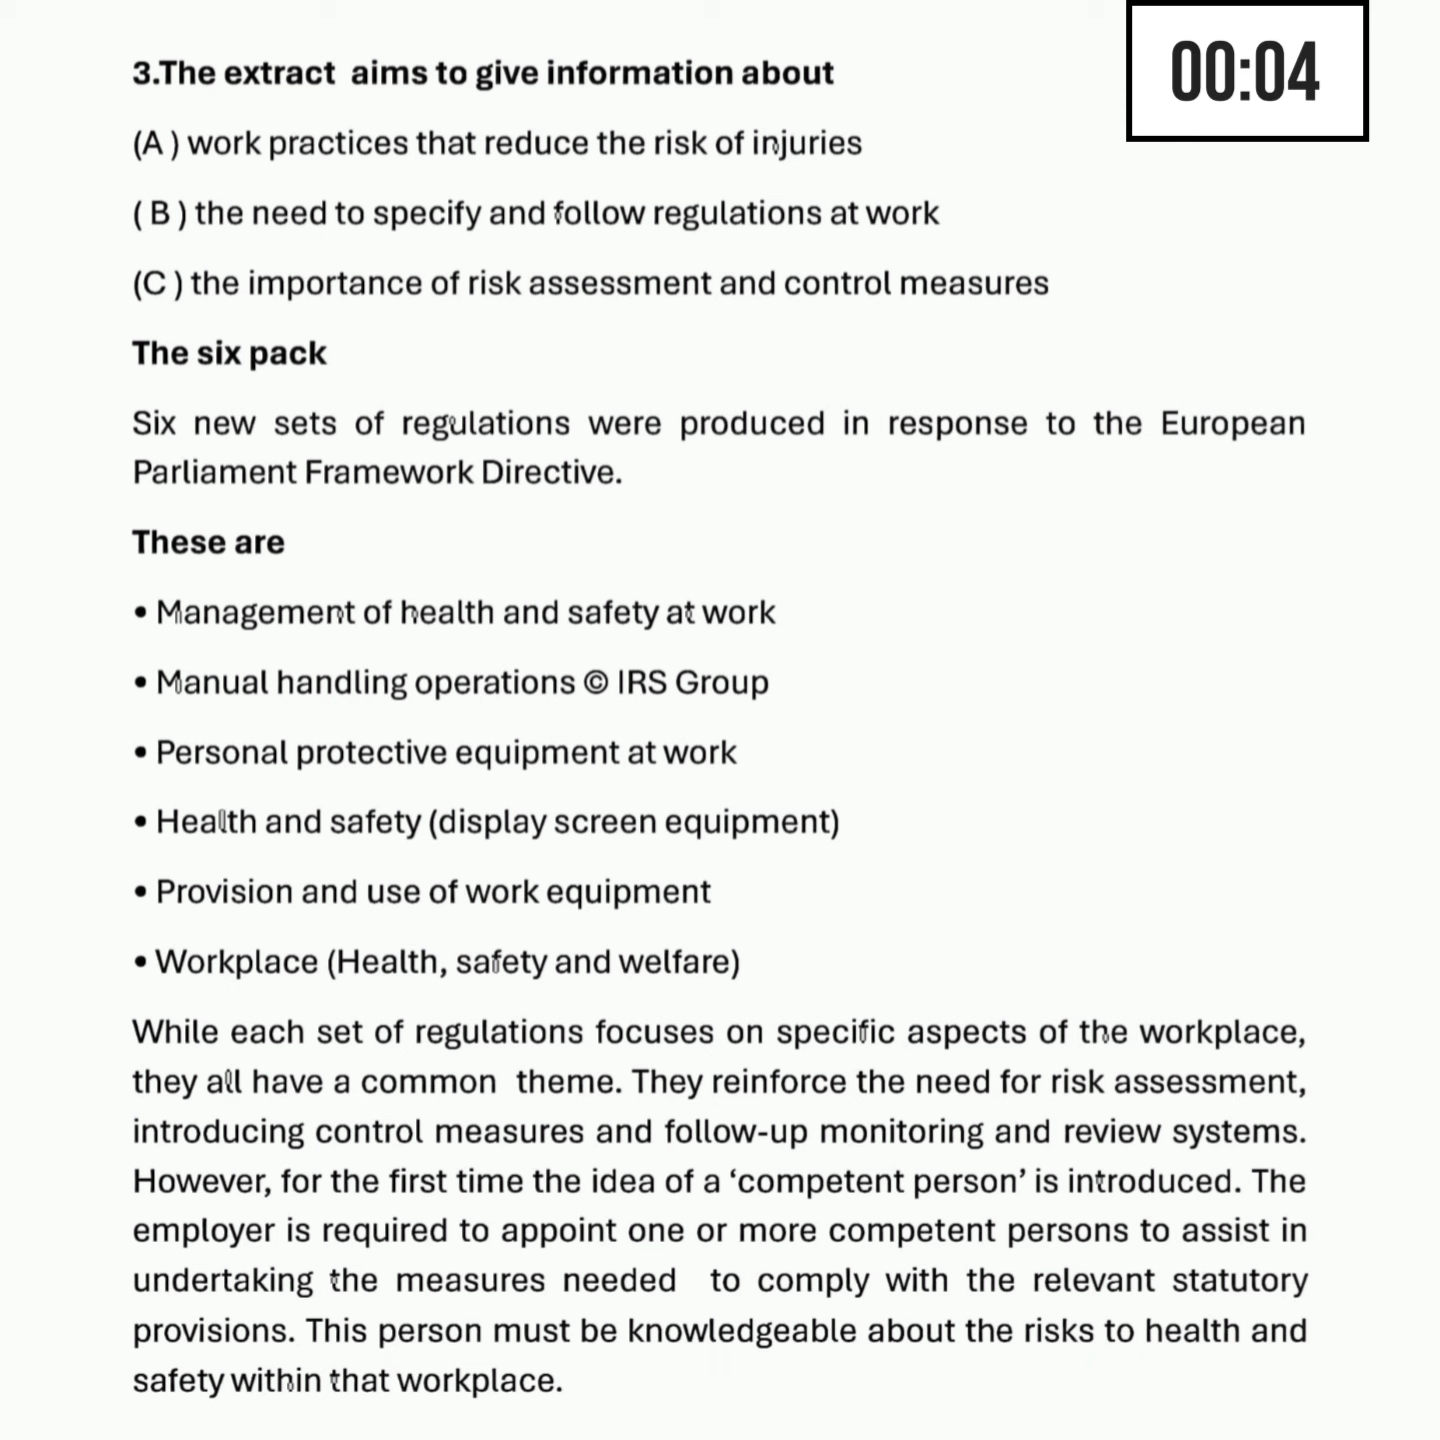 3.The extract  aims to give information about
00:04
(A ) work practices that reduce the risk of injuries
( B ) the need to specify and follow regulations at work
(C ) the importance of risk assessment and control measures
The six pack
Six new sets of regulations were produced in response to the European
Parliament Framework Directive.
These are
• Management of health and safety at work
• Manual handling operations © IRS Group
• Personal protective equipment at work
• Health and safety (display screen equipment)
• Provision and use of work equipment
• Workplace (Health, safety and welfare)
While each set of regulations focuses on specific aspects of the workplace,
they all have a common  theme. They reinforce the need for risk assessment,
introducing control measures and follow-up monitoring and review systems.
However, for the first time the idea of a ‘competent person’ is introduced. The
employer is required to appoint one or more competent persons to assist in
undertaking the measures needed  to comply with the relevant statutory
provisions. This person must be knowledgeable about the risks to health and
safety within that workplace.